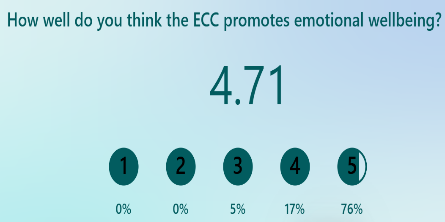 How well do you think the ECC promotes emotional wellbeing?
4.71
1 2 3 4 5
0% 0% 5% 17% 76%